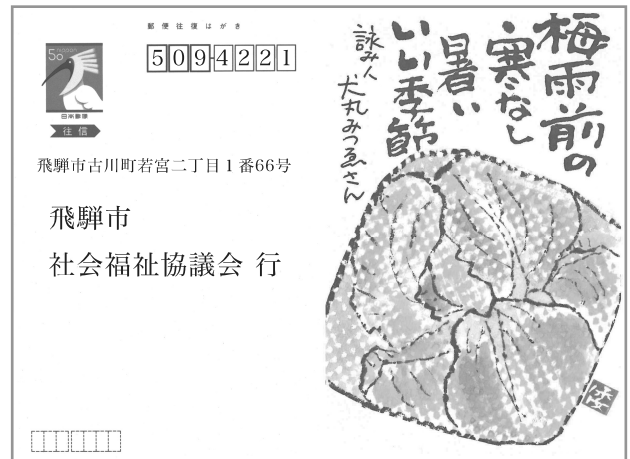 郵便往復はがき
50
NIPPON
日本郵便
往信
5094221
飛騨市古川町若宮二丁目1番66号
飛騨市
社会福祉協議会 行
梅雨前の
寒なし
暑い
いい季節
詠み人 犬丸みつゑさん